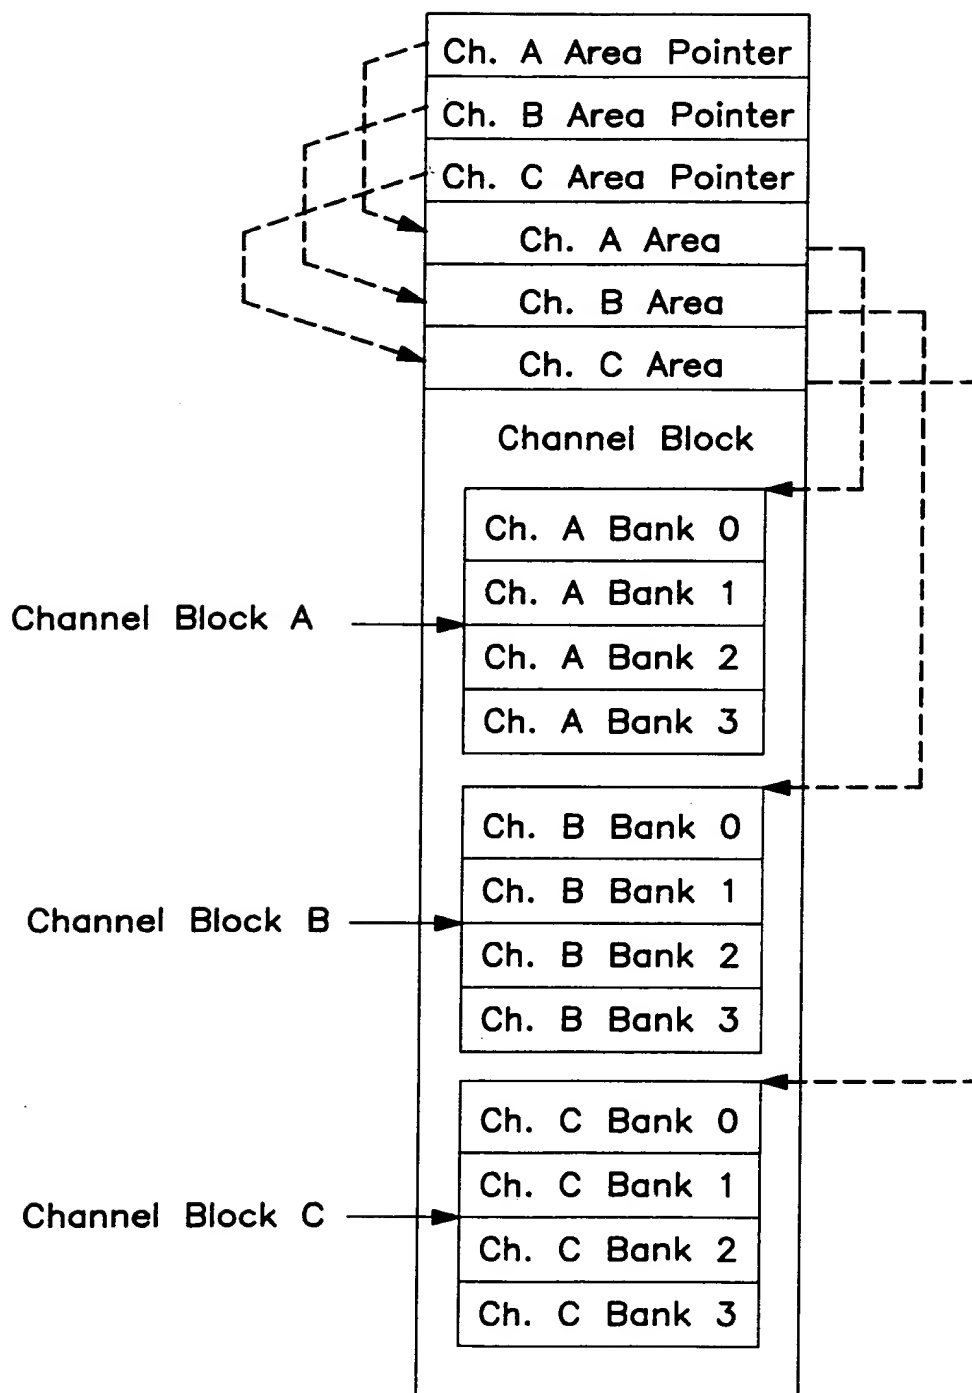 Ch. A Area Pointer
Ch. B Area Pointer
Ch. C Area Pointer
Ch. A Area
Ch. B Area
Ch. C Area
Channel Block
Ch. A Bank 0
Ch. A Bank 1
Channel Block A
Ch. A Bank 2
Ch. A Bank 3
Ch. B Bank 0
Ch. B Bank 1
Channel Block B
Ch. B Bank 2
Ch. B Bank 3
Ch. C Bank 0
Ch. C Bank 1
Channel Block C
Ch. C Bank 2
Ch. C Bank 3